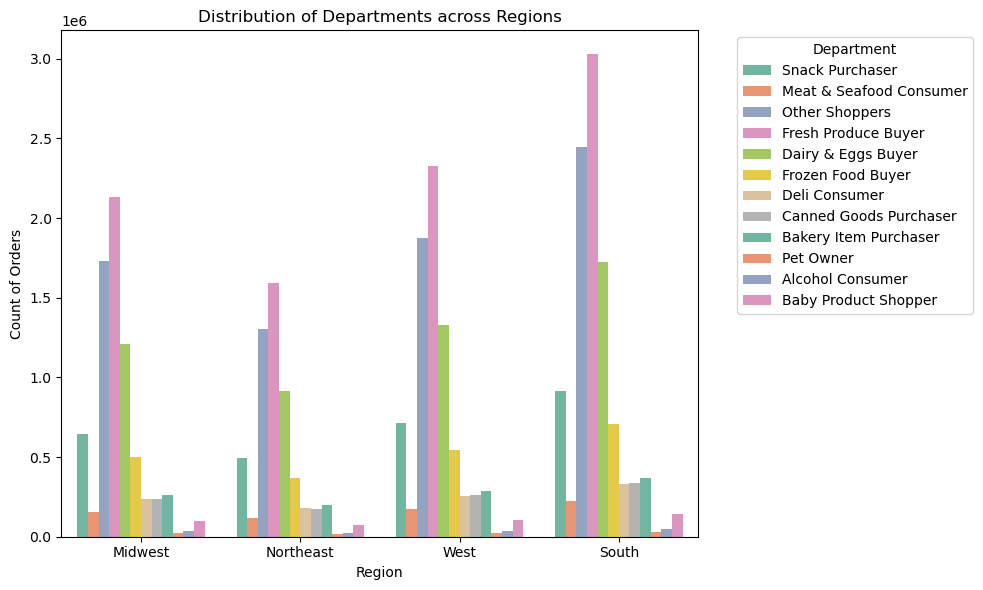 Distribution of Departments across Regions
1e6
3.0
2.5
2.0
1.5
1.0
0.5
0.0
Count of Orders
Midwest
Northeast
West
South
Region
Department
Snack Purchaser
Meat & Seafood Consumer
Other Shoppers
Fresh Produce Buyer
Dairy & Eggs Buyer
Frozen Food Buyer
Deli Consumer
Canned Goods Purchaser
Bakery Item Purchaser
Pet Owner
Alcohol Consumer
Baby Product Shopper